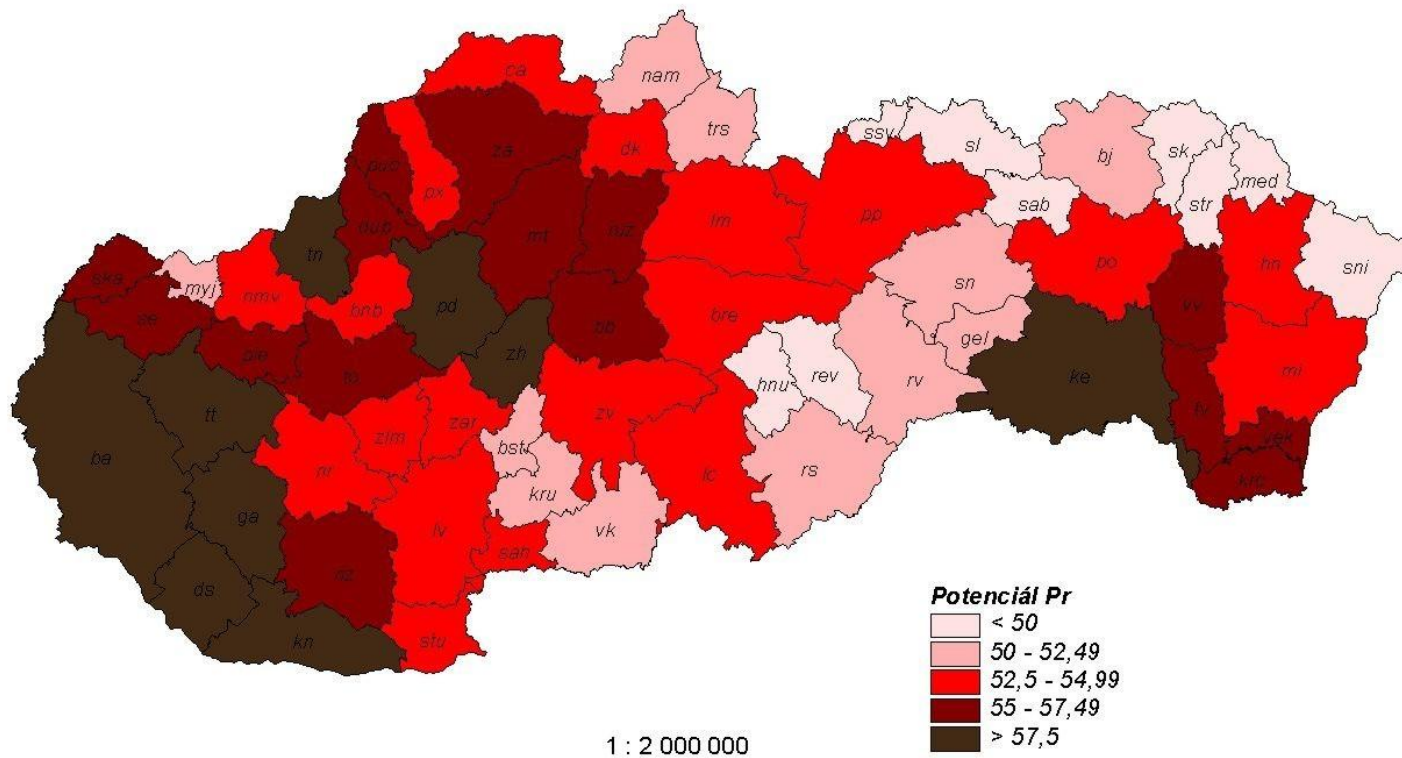 ca
nam
trs
dk
za
pub
px
ssv
sl
bj
sk
med
str
sab
lm
pp
dub
mt
ruz
tn
po
hn
sni
ska
myj
nmv
bnb
pd
sn
se
bb
bre
vv
zh
gel
pie
to
hnu
rev
rv
ke
mi
tt
zar
zv
tv
zlm
bst
vek
ba
nr
lc
rs
krc
kru
ga
lv
vk
sah
nz
ds
kn
stu
Potenciál Pr
< 50
50 - 52,49
52,5 - 54,99
55 - 57,49
> 57,5
1 : 2 000 000